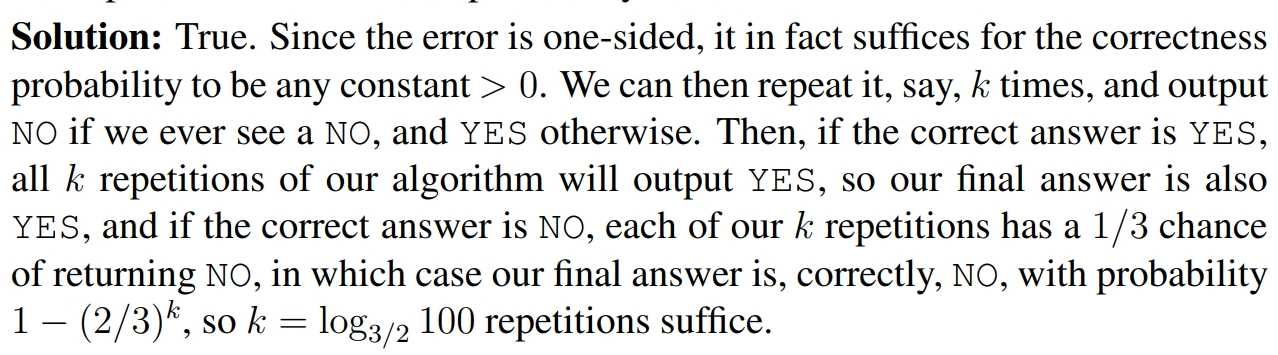 Solution: True. Since the error is one-sided, it in fact suffices for the correctness
probability to be any constant > 0. We can then repeat it, say, k times, and output
NO if we ever see a NO, and YES otherwise. Then, if the correct answer is YES,
all k repetitions of our algorithm will output YES, so our final answer is also
YES, and if the correct answer is NO, each of our k repetitions has a 1/3 chance
of returning NO, in which case our final answer is, correctly, NO, with probability
1 − (2/3)^k, so k = log_{3/2} 100 repetitions suffice.